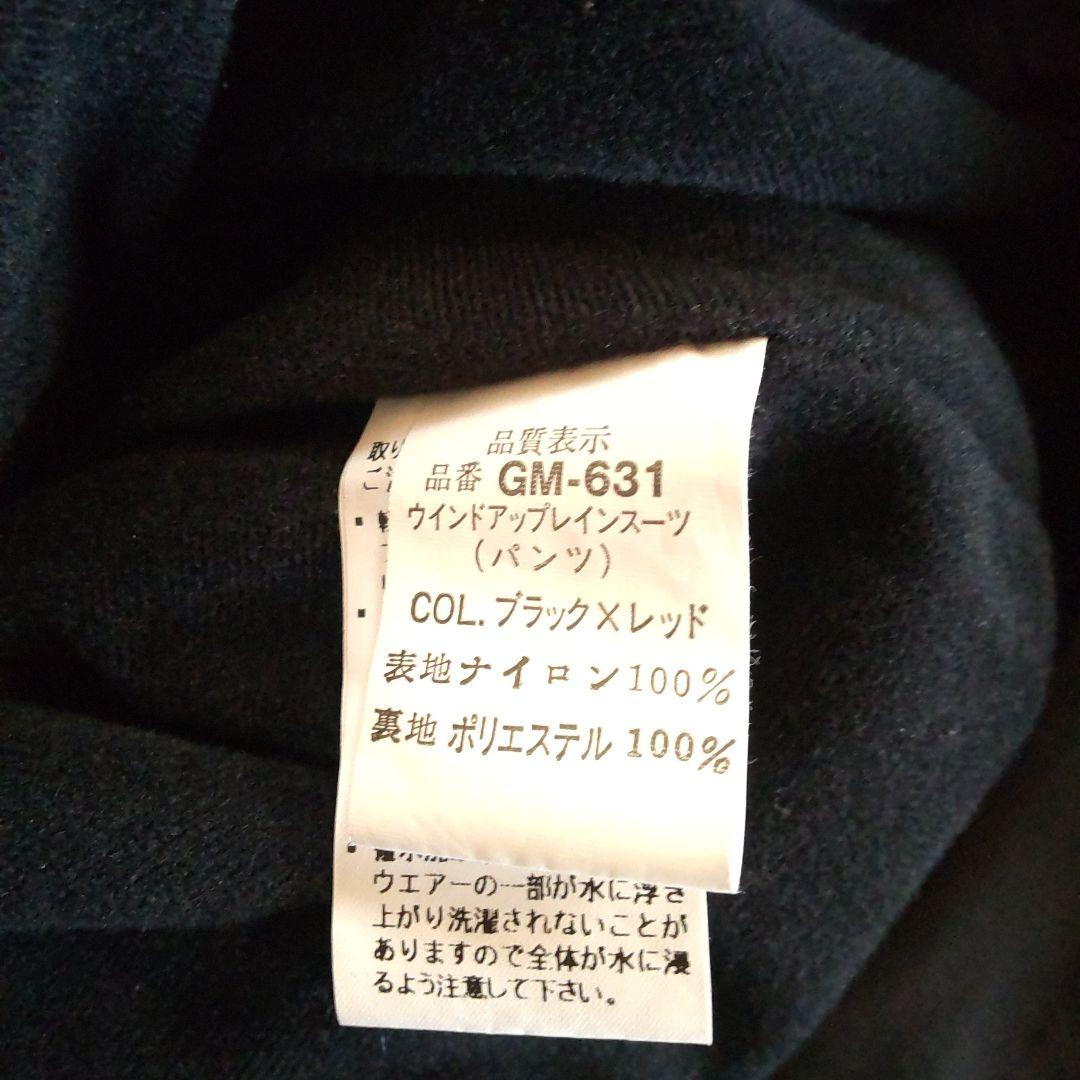 品質表示
品番 GM-631
ウインドアップレインスーツ
(パンツ)
COL.ブラック×レッド
表地ナイロン100%
裏地 ポリエステル 100%
取り
ウエアーの一部が水に浮き
上がり洗濯されないことが
ありますので全体が水に浸
るよう注意して下さい。